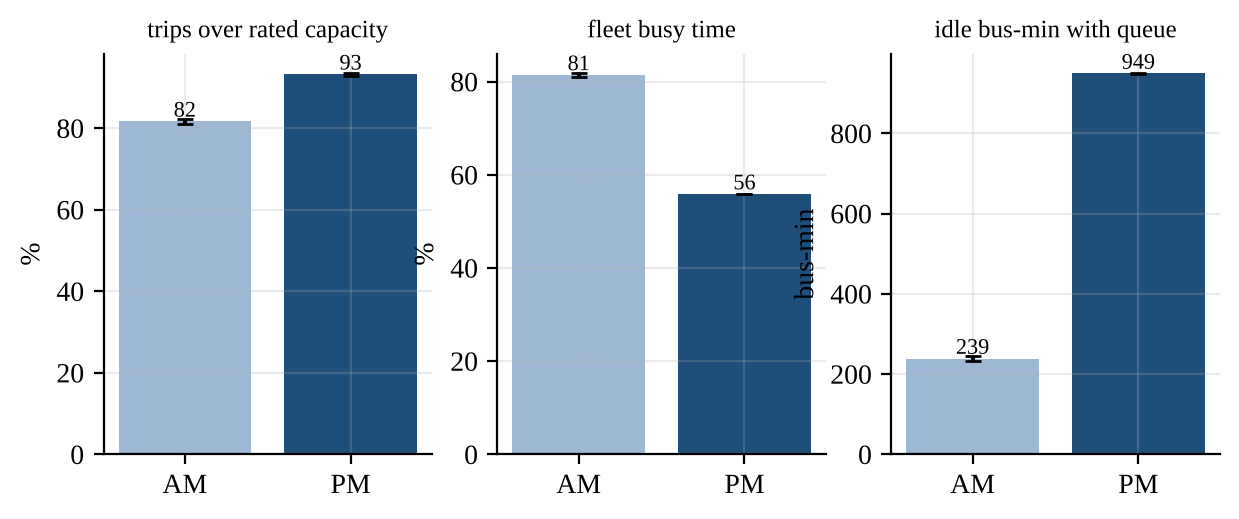 trips over rated capacity
%
0
20
40
60
80
82
93
AM
PM
fleet busy time
%
0
20
40
60
80
81
56
AM
PM
idle bus-min with queue
bus-min
0
200
400
600
800
239
949
AM
PM